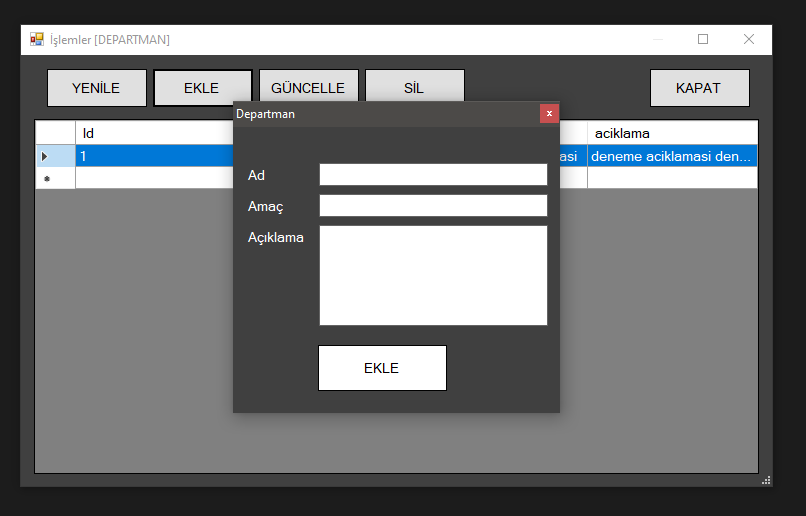 İşlemler [DEPARTMAN]
YENİLE EKLE GÜNCELLE SİL KAPAT
Departman x
Id aciklama
1 deneme aciklamasi den...
Ad
Amaç
Açıklama
EKLE